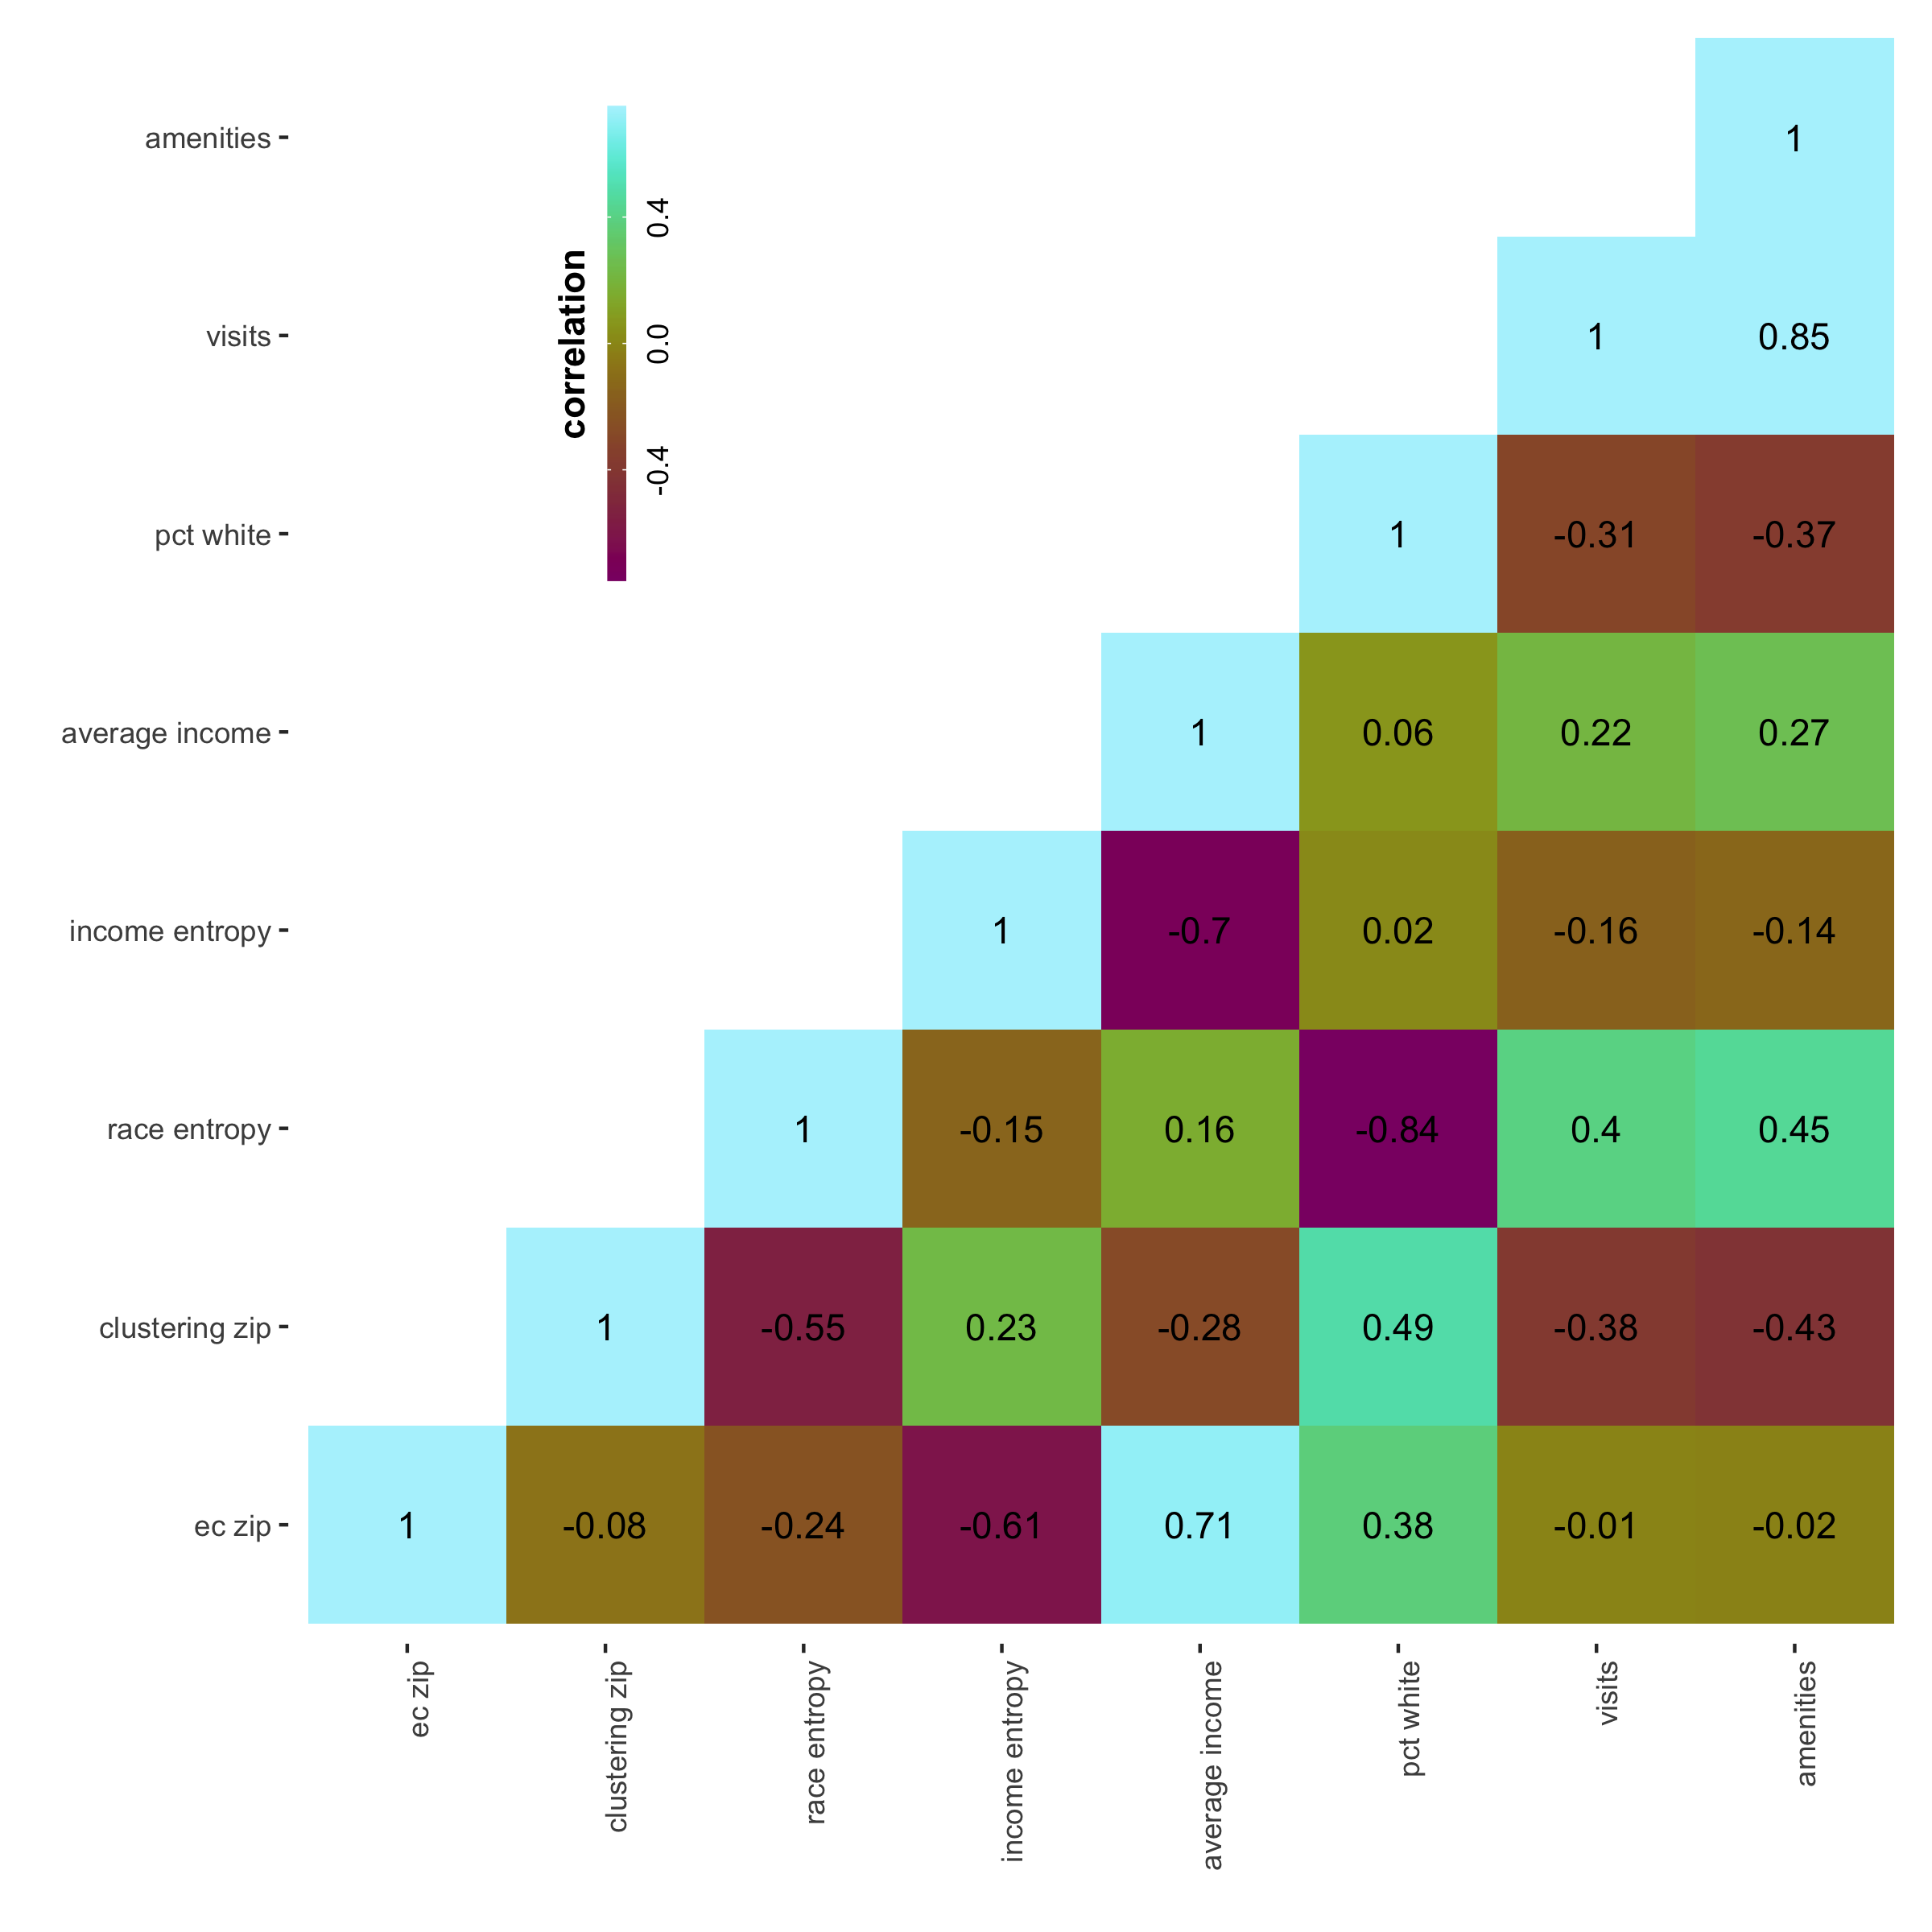 amenities
1
0.4
visits
1
0.85
0.0
correlation
-0.4
pct white
1
-0.31
-0.37
average income
1
0.06
0.22
0.27
income entropy
1
-0.7
0.02
-0.16
-0.14
race entropy
1
-0.15
0.16
-0.84
0.4
0.45
clustering zip
1
-0.55
0.23
-0.28
0.49
-0.38
-0.43
ec zip
1
-0.08
-0.24
-0.61
0.71
0.38
-0.01
-0.02
ec zip
clustering zip
race entropy
income entropy
average income
pct white
visits
amenities